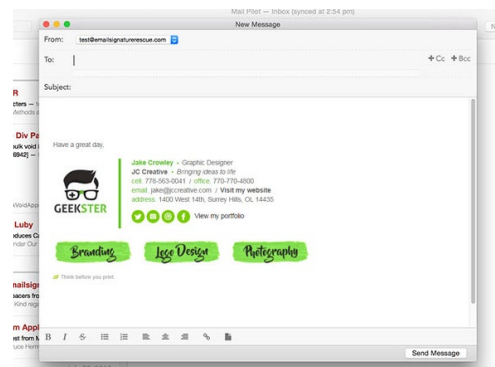 Mail Pilot — Inbox (synced at 2:54 pm)
New Message
From: test@emailsignaturerescue.com
To:
+ Cc + Bcc
Subject:
R
Div Pa
6942] —
Luby
Have a great day,
Jake Crowley - Graphic Designer
JC Creative - Bringing ideas to life
cell. 778-563-0041 / office. 770-770-4800
email. jake@jccreative.com / Visit my website
address. 1400 West 14th, Surrey Hills, OL 14435
View my portfolio
GEEKSTER
Branding Logo Design Photography
Think before you print.
B I S
Send Message